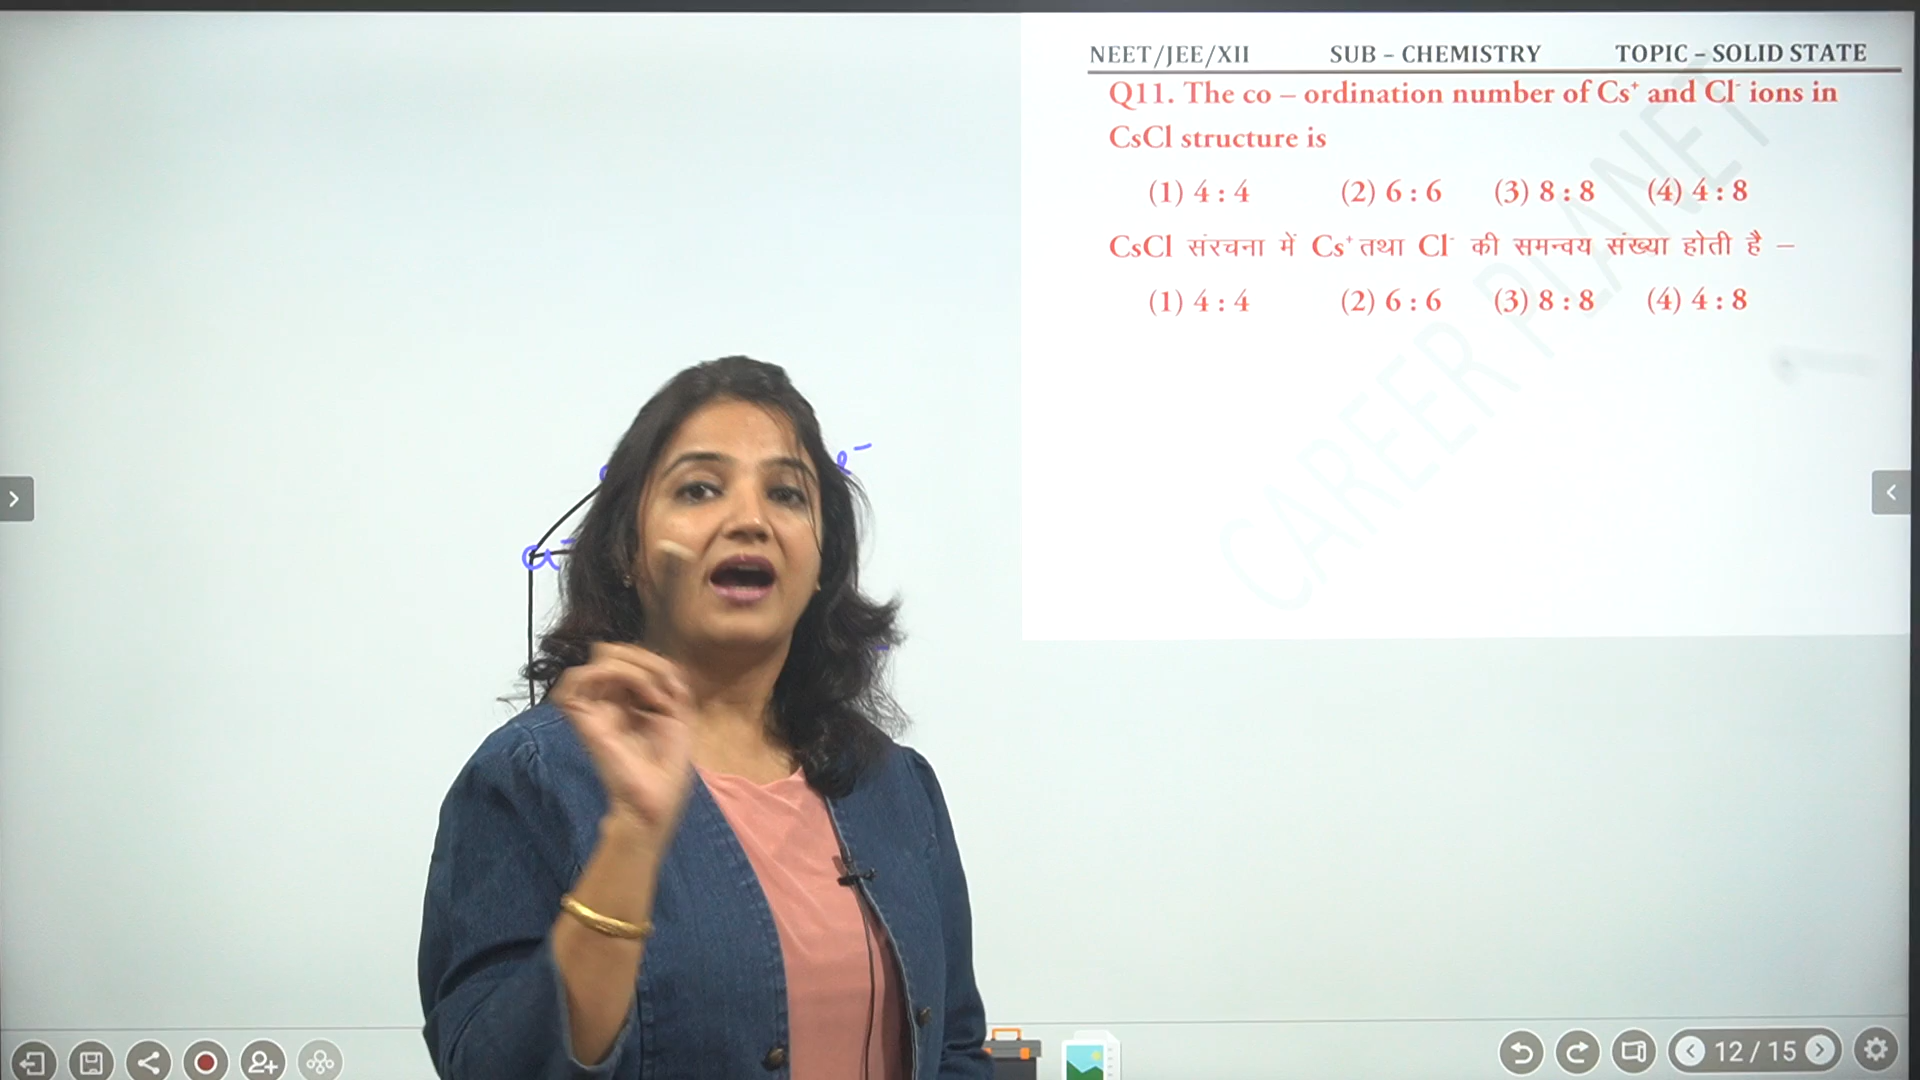 NEET/JEE/XII SUB – CHEMISTRY TOPIC – SOLID STATE
Q11. The co – ordination number of Cs⁺ and Cl⁻ ions in
CsCl structure is
(1) 4 : 4 (2) 6 : 6 (3) 8 : 8 (4) 4 : 8
CsCl संरचना में Cs⁺ तथा Cl⁻ की समन्वय संख्या होती है –
(1) 4 : 4 (2) 6 : 6 (3) 8 : 8 (4) 4 : 8
CAREER PLANET
12 / 15